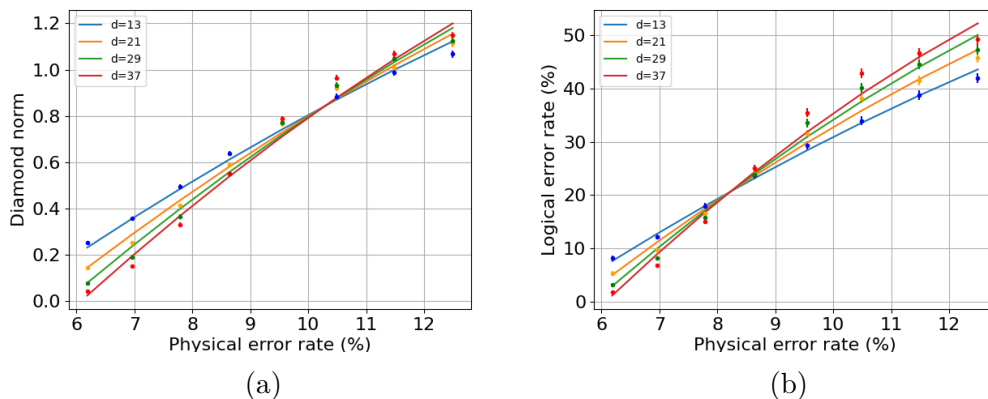 d=13
d=21
d=29
d=37
1.2
1.0
0.8
0.6
0.4
0.2
0.0
Diamond norm
6 7 8 9 10 11 12
Physical error rate (%)
(a)
d=13
d=21
d=29
d=37
50
40
30
20
10
0
Logical error rate (%)
6 7 8 9 10 11 12
Physical error rate (%)
(b)